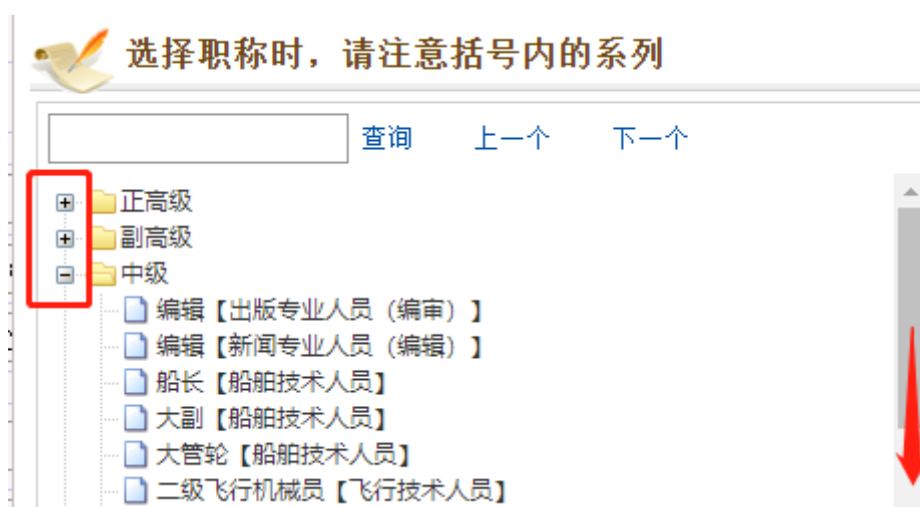 选择职称时，请注意括号内的系列
查询 上一个 下一个
正高级
副高级
中级
编辑【出版专业人员（编审）】
编辑【新闻专业人员（编辑）】
船长【船舶技术人员】
大副【船舶技术人员】
大管轮【船舶技术人员】
二级飞行机械员【飞行技术人员】